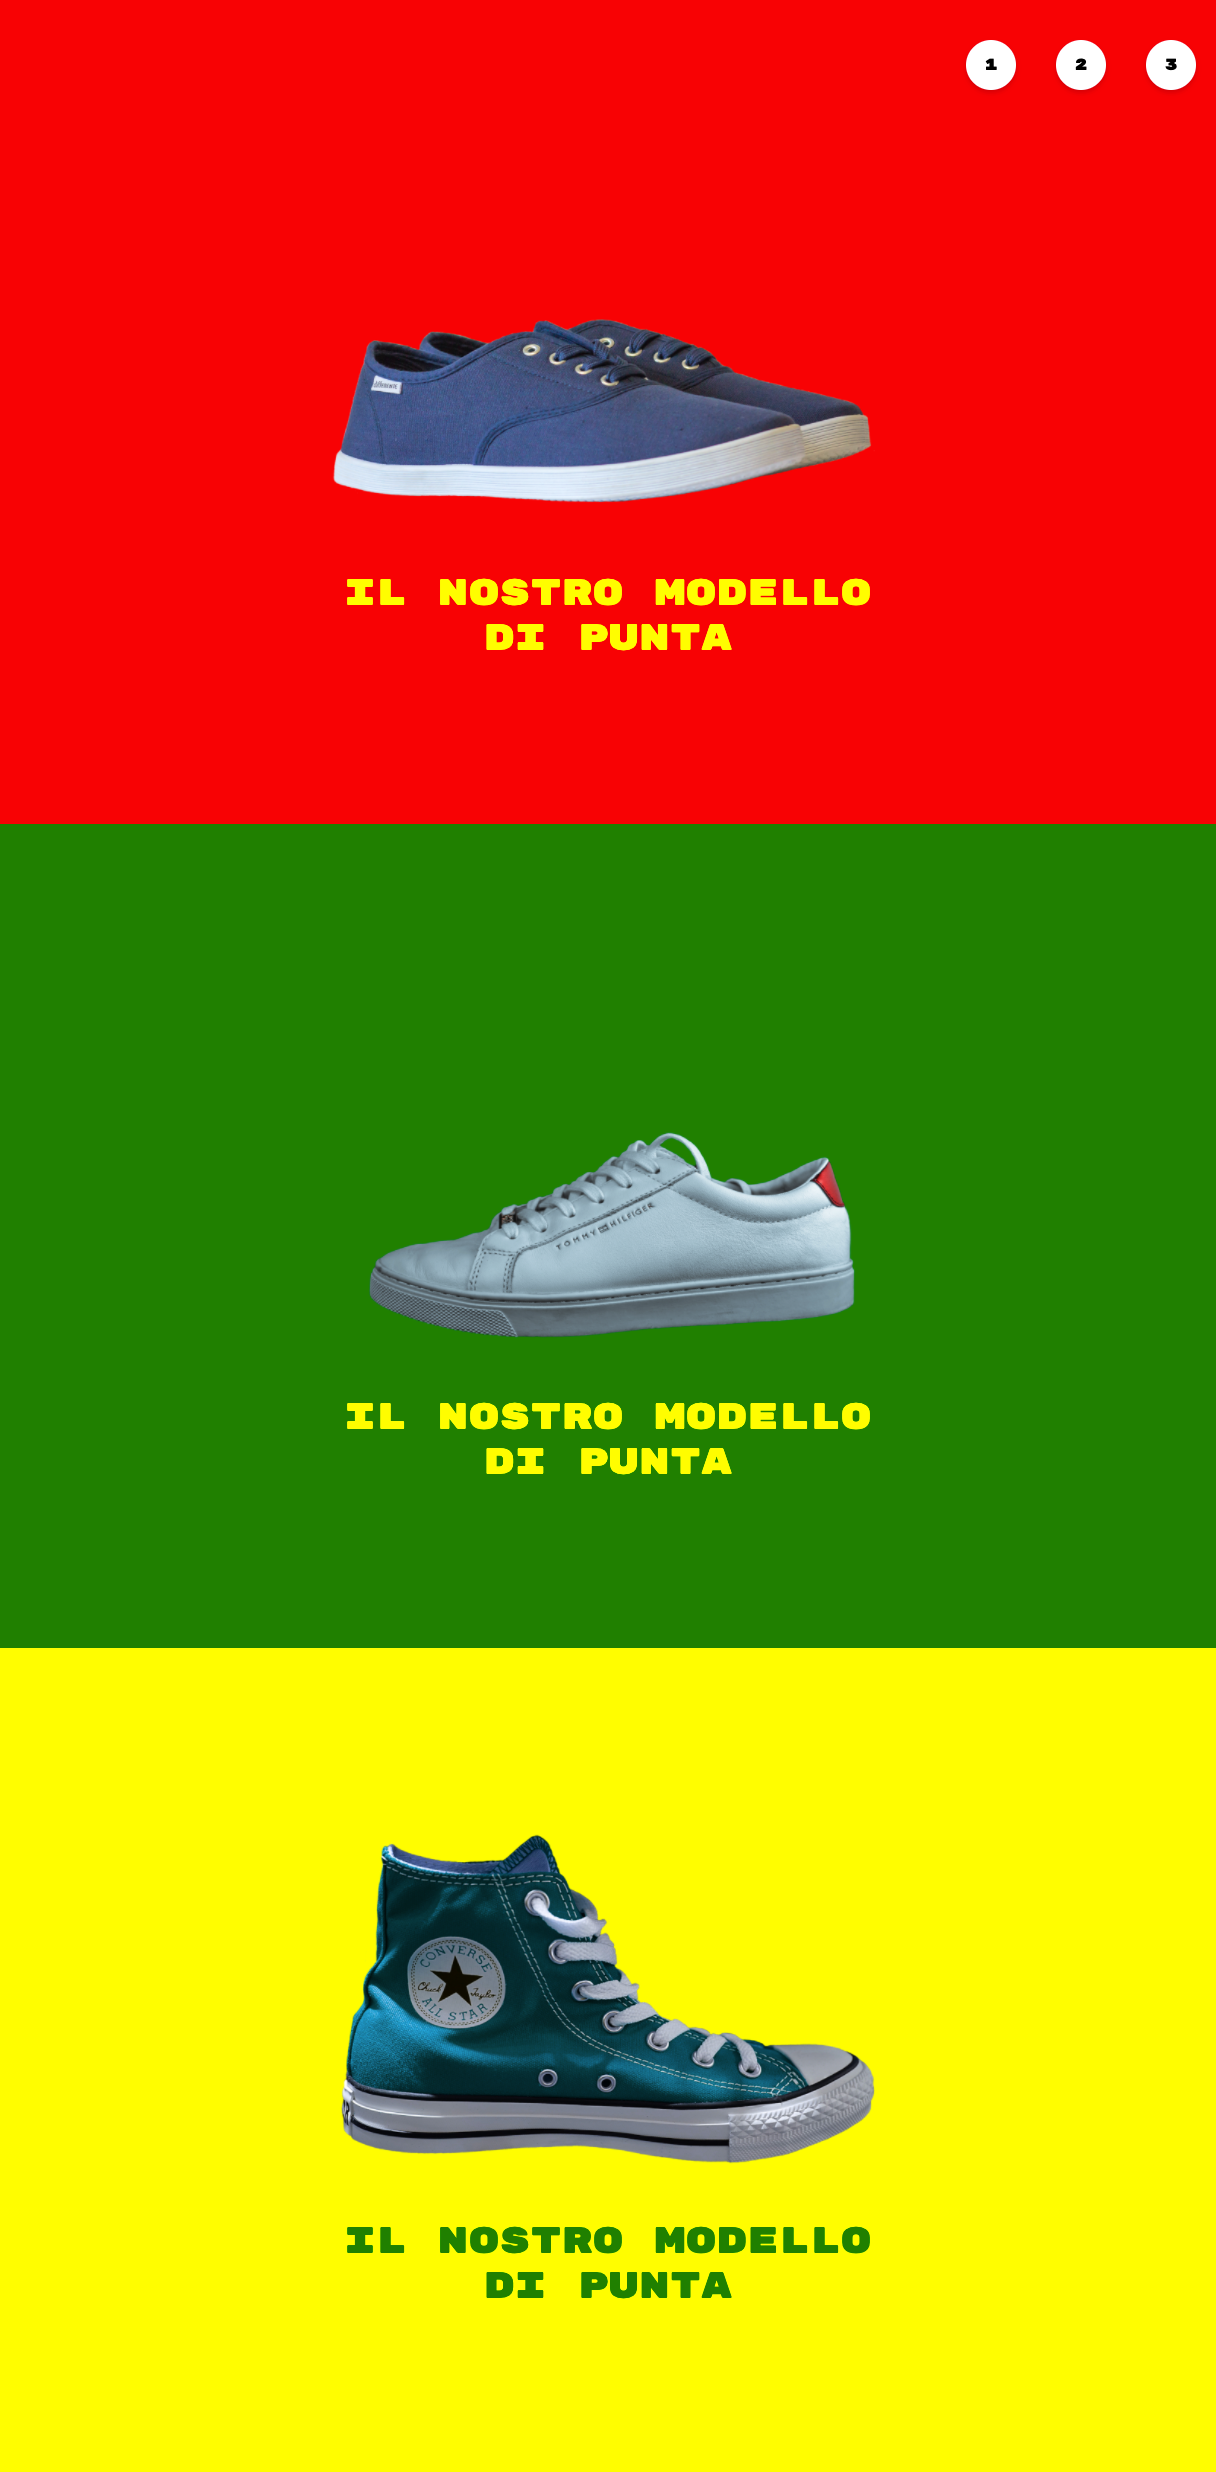 1 2 3
IL NOSTRO MODELLO
DI PUNTA
TOMMY HILFIGER
IL NOSTRO MODELLO
DI PUNTA
CONVERSE
Chuck Taylor
ALL STAR
IL NOSTRO MODELLO
DI PUNTA